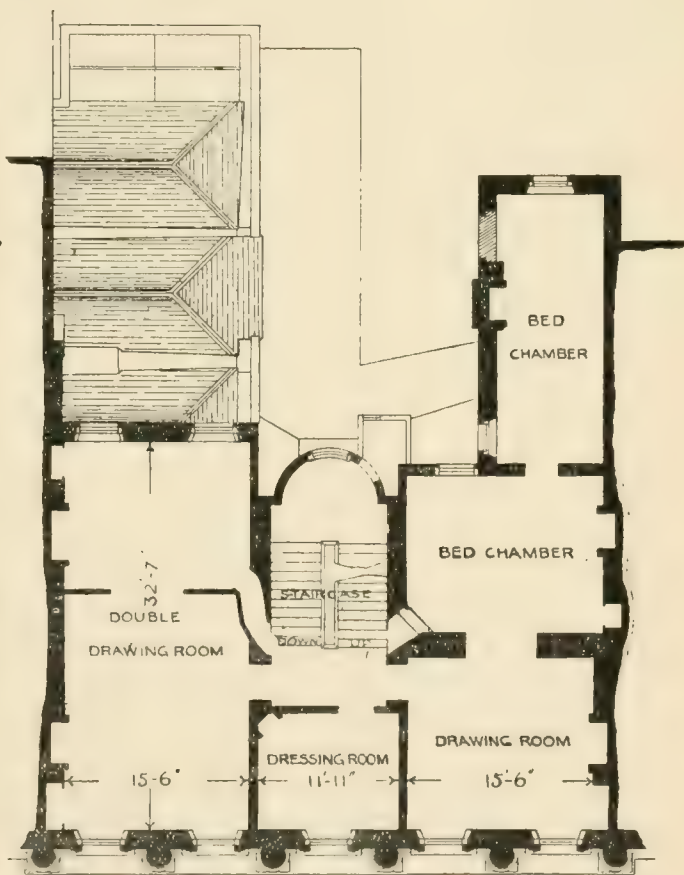 BED
CHAMBER
BED CHAMBER
STAIRCASE
DOWN UP
32'-7"
DOUBLE
DRAWING ROOM
DRAWING ROOM
DRESSING ROOM
15'-6"
11'-11"
15'-6"